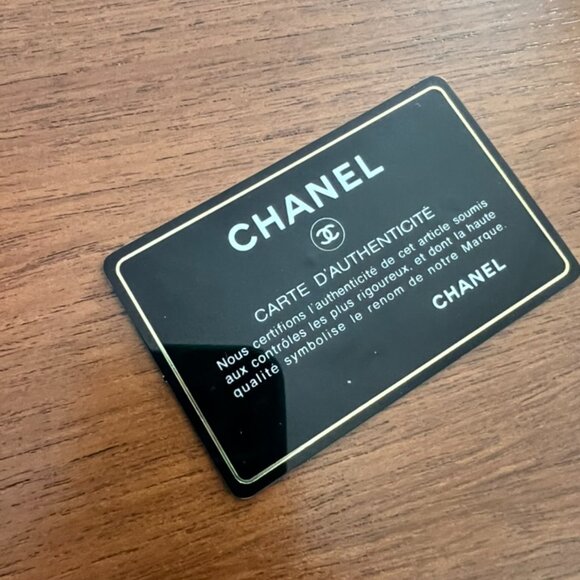 CHANEL
CARTE D'AUTHENTICITÉ
Nous certifions l'authenticité de cet article soumis
aux contrôles les plus rigoureux, et dont la haute
qualité symbolise le renom de notre Marque.
CHANEL